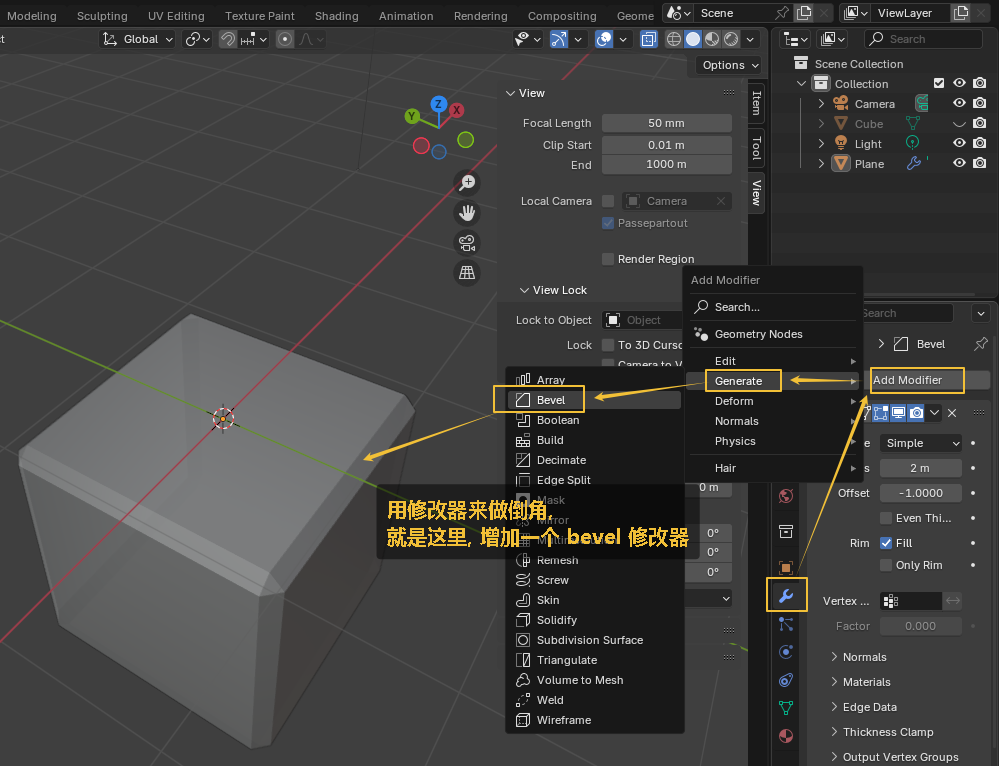 Modeling Sculpting UV Editing Texture Paint Shading Animation Rendering Compositing Geome Scene ViewLayer
ct Global
Search
Options
Scene Collection
Collection
Camera
Cube
Light
Plane
View
Focal Length 50 mm
Clip Start 0.01 m
End 1000 m
Local Camera Camera
Passepartout
Render Region
View Lock
Lock to Object Object
Lock To 3D Curso
Camera to V
Item
Tool
View
Z
X
Y
Add Modifier
Search...
Geometry Nodes
Edit
Generate
Deform
Normals
Physics
Hair
Array
Bevel
Boolean
Build
Decimate
Edge Split
Mask
Mirror
Remesh
Screw
Skin
Solidify
Subdivision Surface
Triangulate
Volume to Mesh
Weld
Wireframe
用修改器来做倒角,
就是这里, 增加一个 bevel 修改器
0 m
0°
0°
0°
Search
Bevel
Add Modifier
e Simple
s 2 m
Offset -1.0000
Even Thi...
Rim Fill
Only Rim
Vertex ...
Factor 0.000
Normals
Materials
Edge Data
Thickness Clamp
Output Vertex Groups